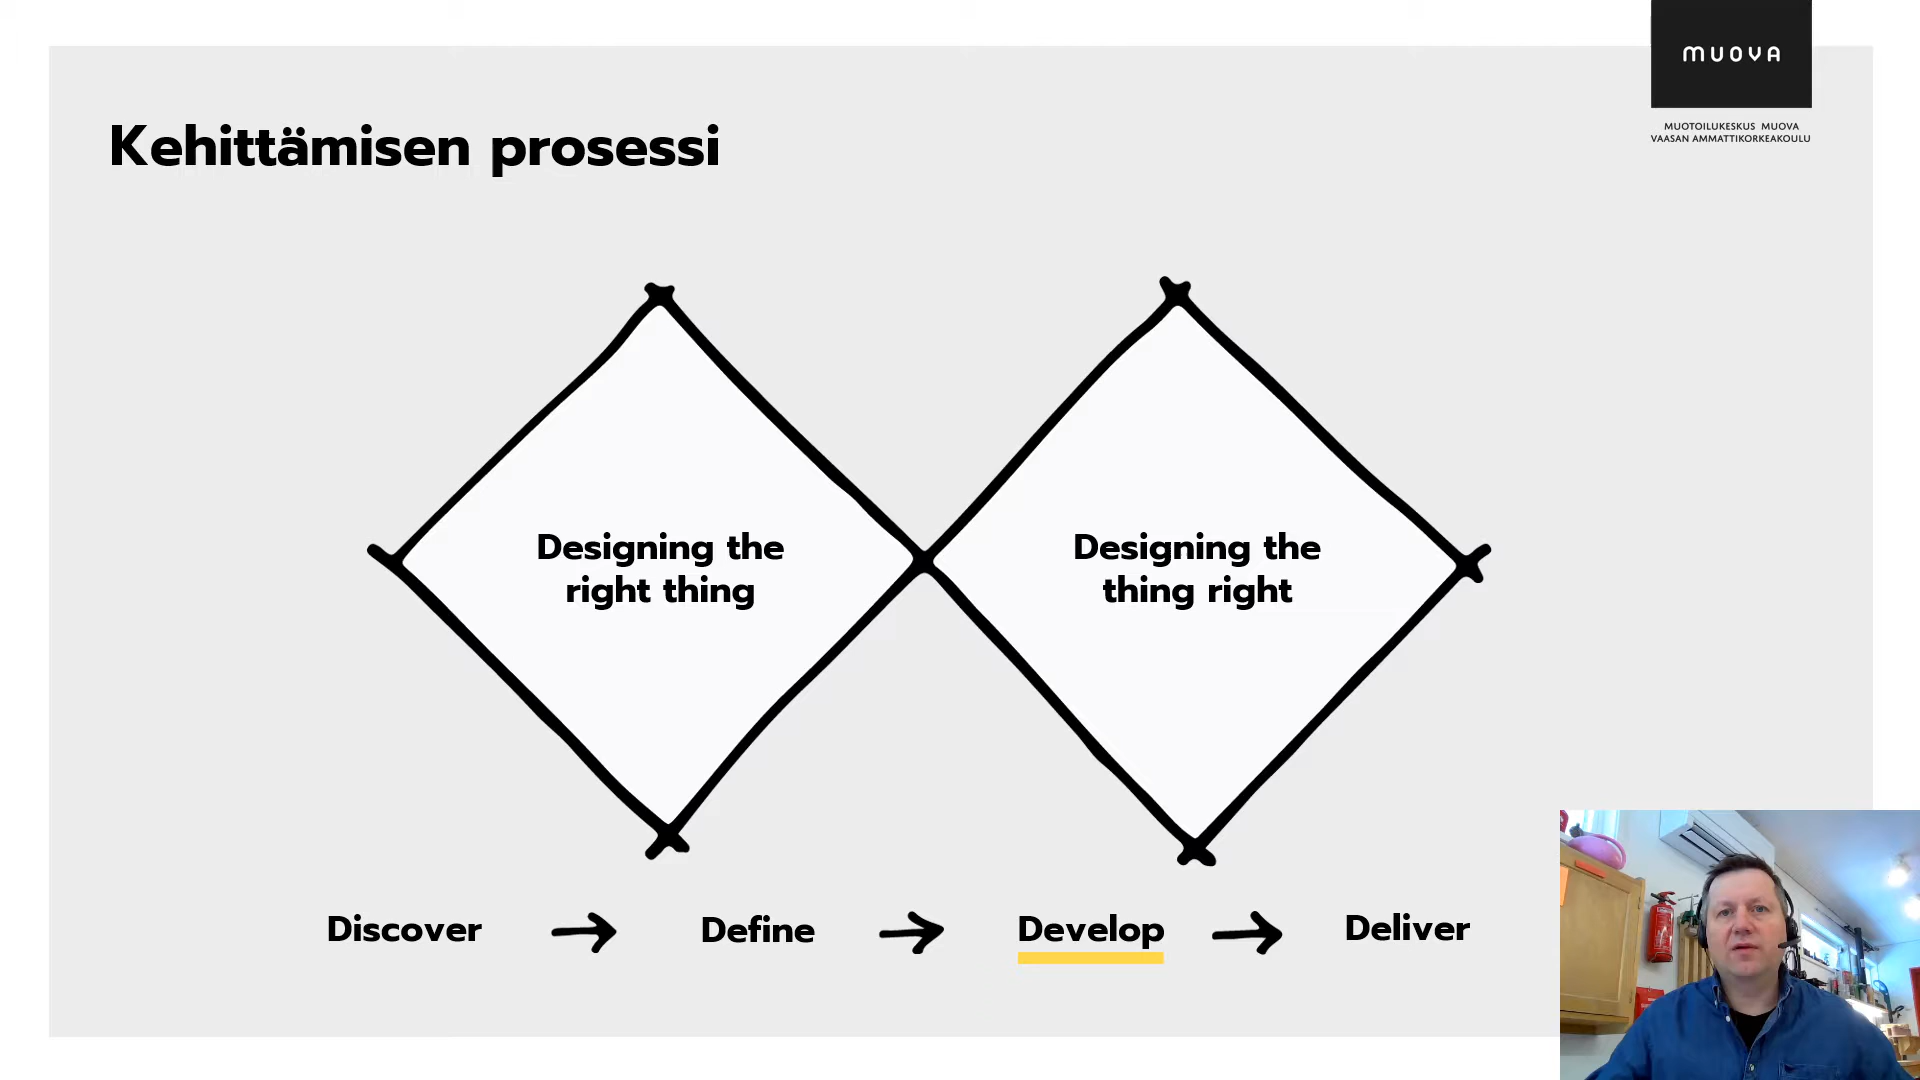 MUOVA
MUOTOILUKESKUS MUOVA
VAASAN AMMATTIKORKEAKOULU
Kehittämisen prosessi
Designing the
right thing
Designing the
thing right
Discover
Define
Develop
Deliver